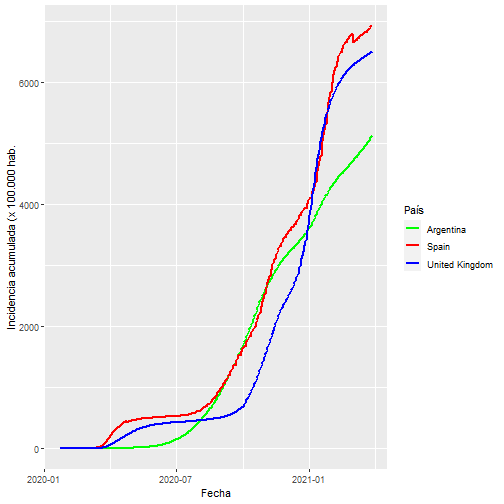 Incidencia acumulada (x 100.000 hab.
6000
4000
2000
0
2020-01
2020-07
2021-01
Fecha
País
Argentina
Spain
United Kingdom